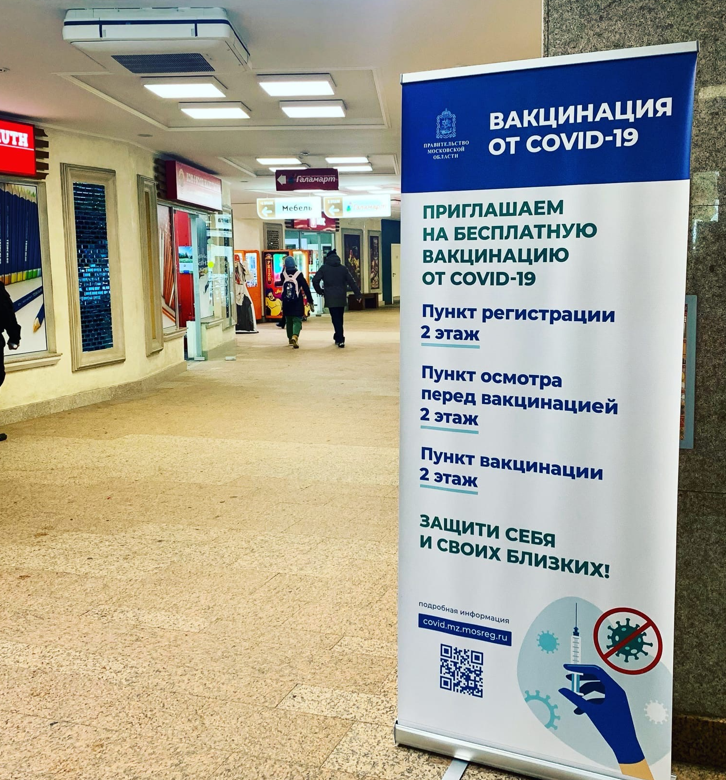 UTH
Галамарт
Мебель
ПРАВИТЕЛЬСТВО
МОСКОВСКОЙ
ОБЛАСТИ
ВАКЦИНАЦИЯ
ОТ COVID-19
ПРИГЛАШАЕМ
НА БЕСПЛАТНУЮ
ВАКЦИНАЦИЮ
ОТ COVID-19
Пункт регистрации
2 этаж
Пункт осмотра
перед вакцинацией
2 этаж
Пункт вакцинации
2 этаж
ЗАЩИТИ СЕБЯ
И СВОИХ БЛИЗКИХ!
подробная информация
covid.mz.mosreg.ru